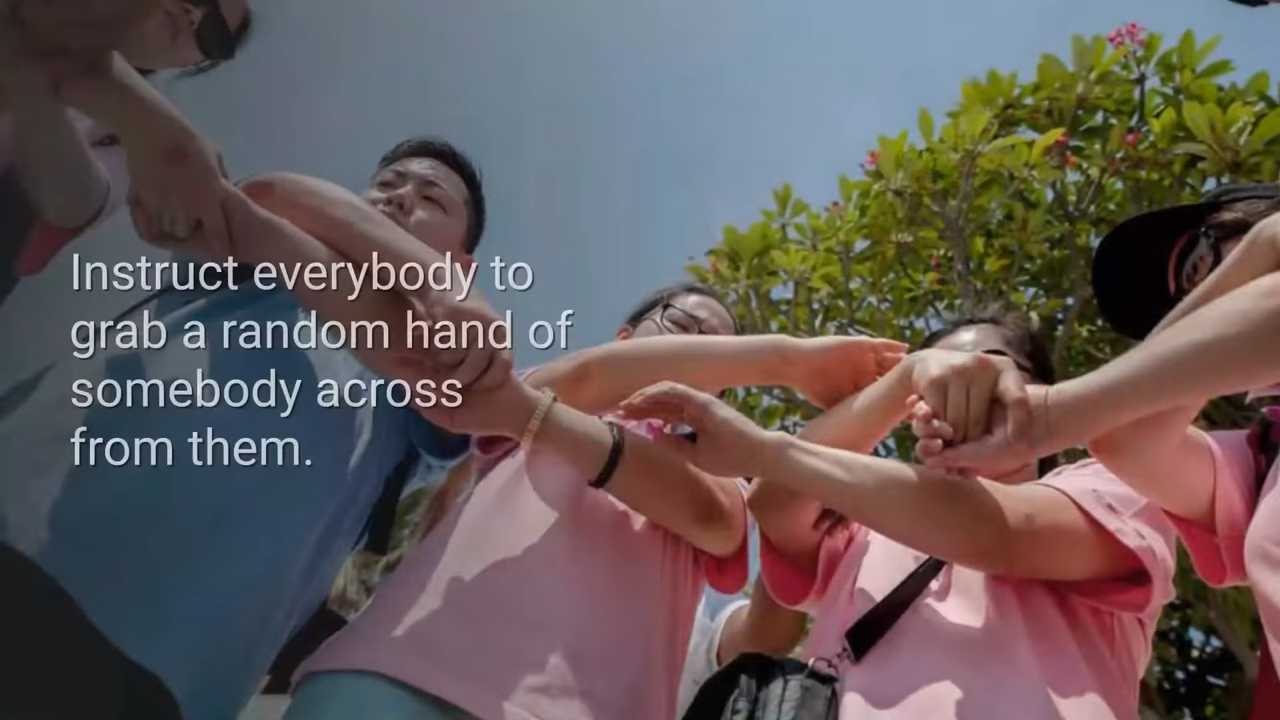 Instruct everybody to
grab a random hand of
somebody across
from them.